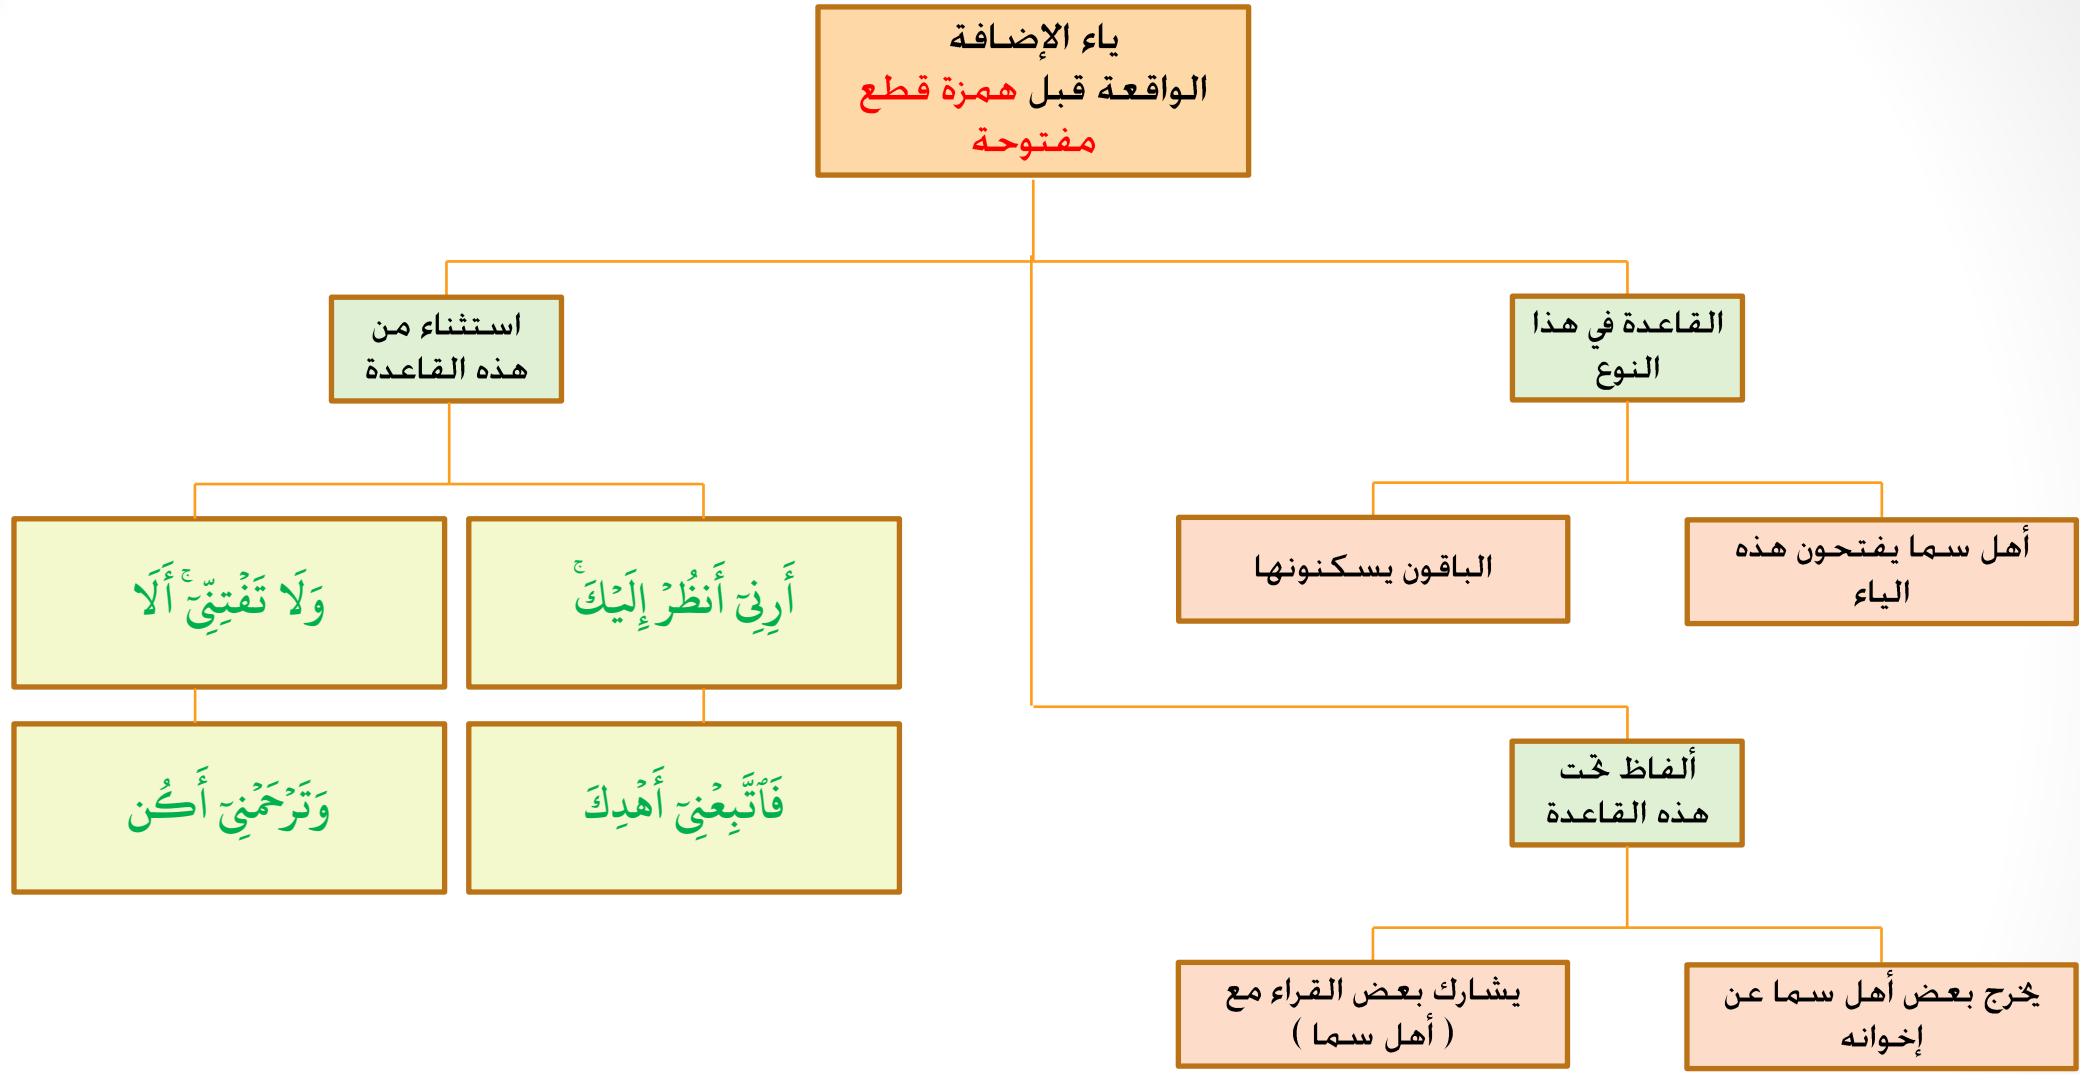 ياء الإضافة
الواقعة قبل همزة قطع
مفتوحة
القاعدة في هذا
النوع
استثناء من
هذه القاعدة
أهل سما يفتحون هذه
الياء
الباقون يسكنونها
أَرِنِيٓ أَنظُرۡ إِلَيۡكَۚ
وَلَا تَفۡتِنِّيٓۚ أَلَا
فَٱتَّبِعۡنِيٓ أَهۡدِكَ
وَتَرۡحَمۡنِيٓ أَكُن
ألفاظ تحت
هذه القاعدة
يخرج بعض أهل سما عن
إخوانه
يشارك بعض القراء مع
( أهل سما )